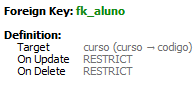 Foreign Key: fk_aluno
Definition:
Target curso (curso → codigo)
On Update RESTRICT
On Delete RESTRICT